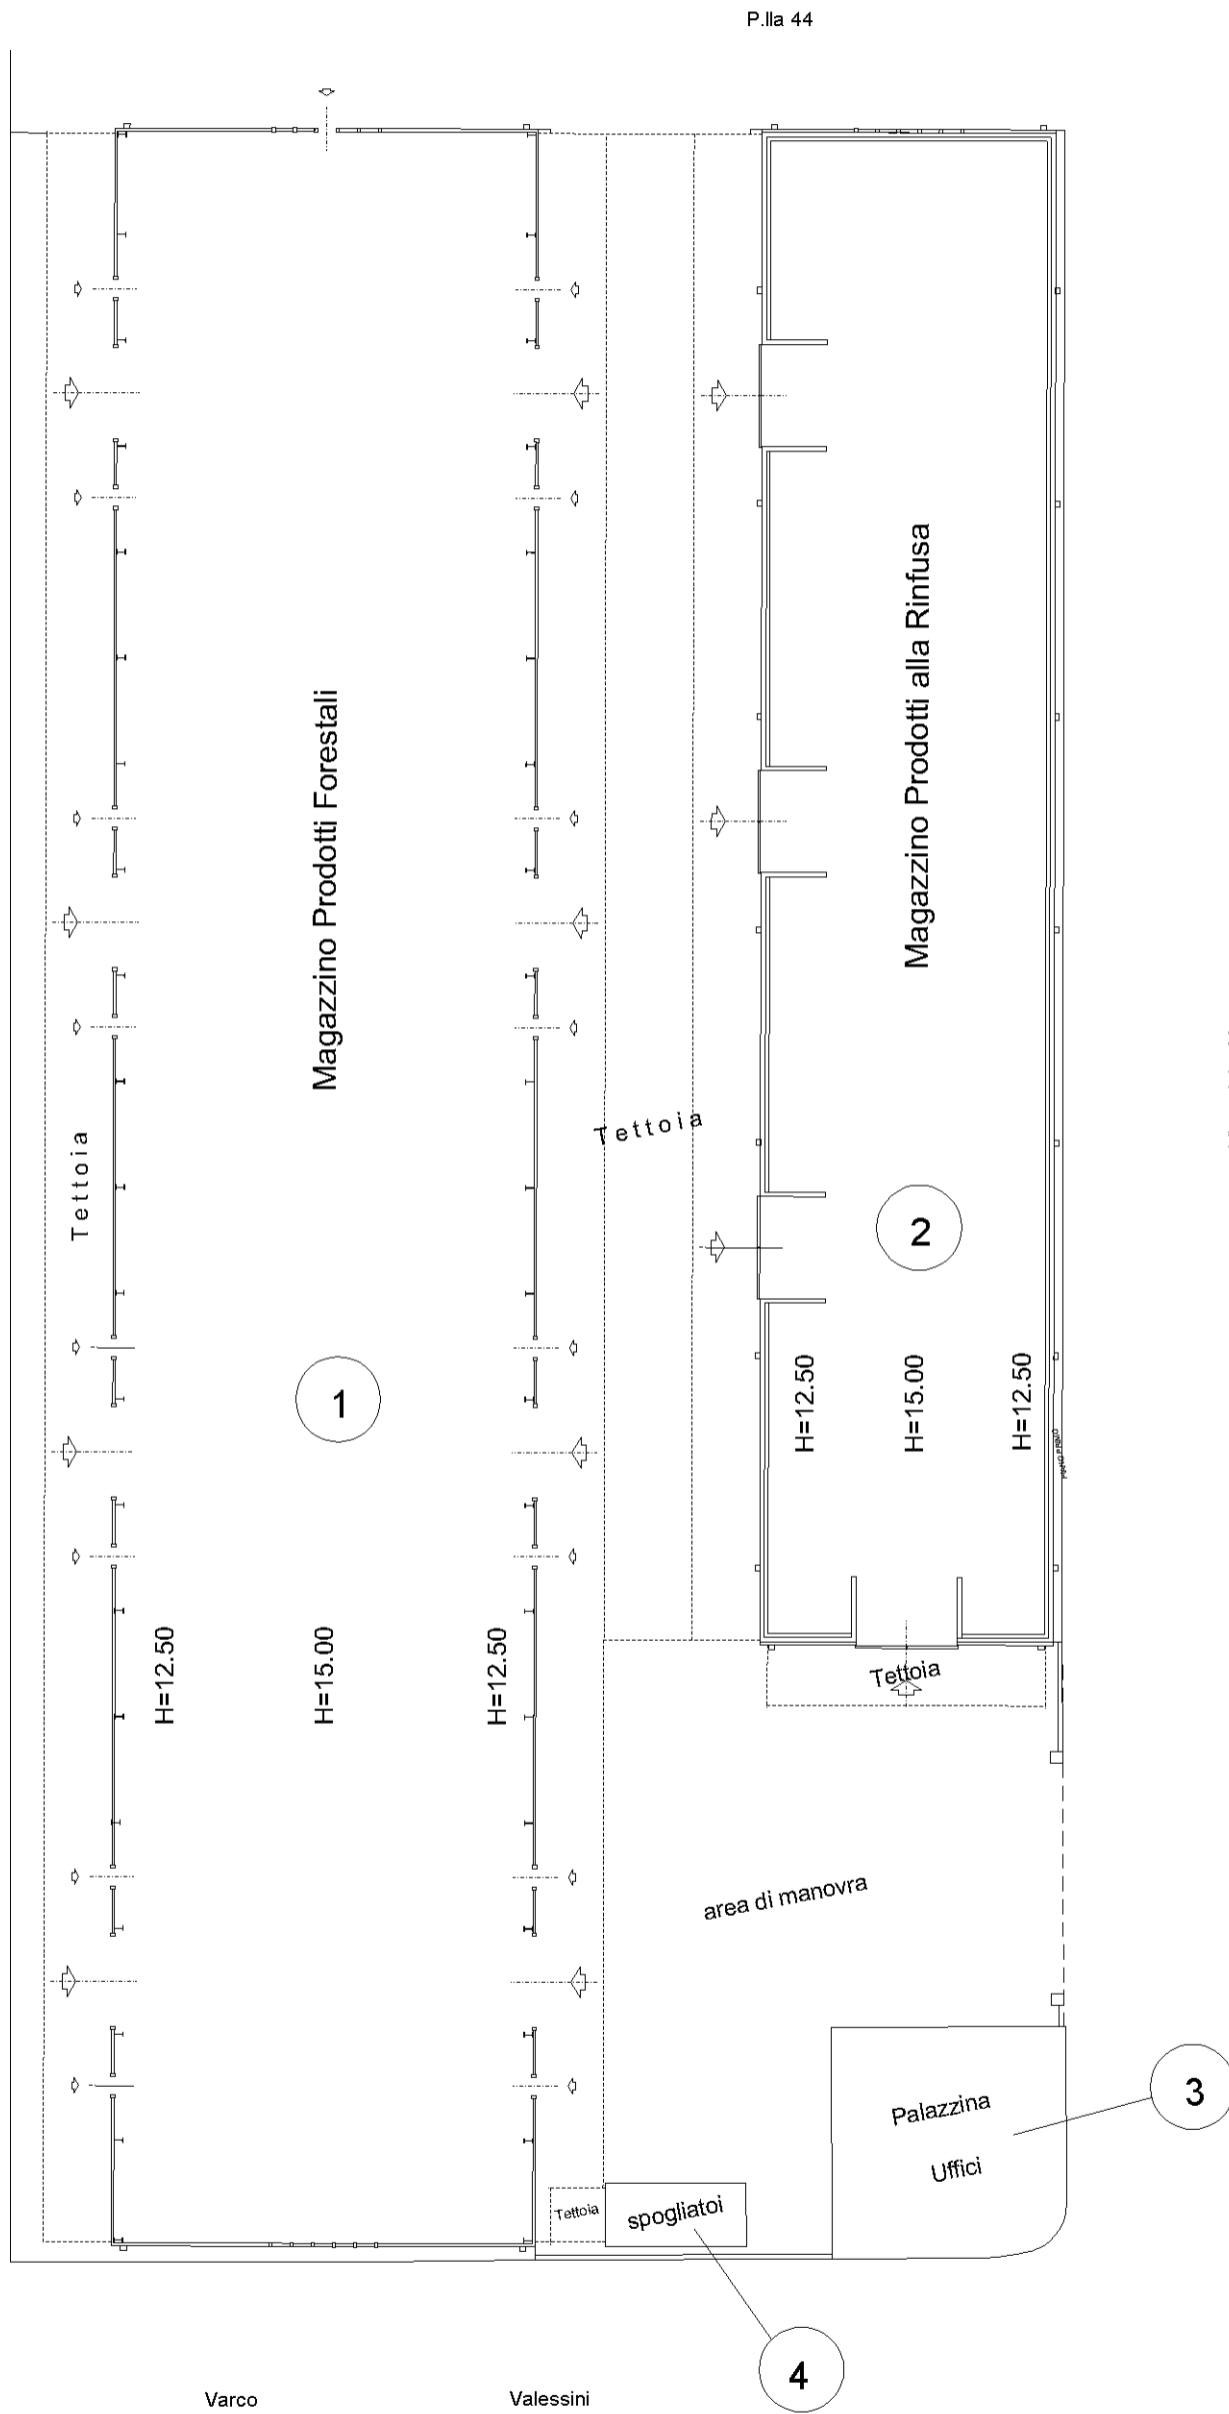 P.lla 44
Magazzino Prodotti Forestali
Magazzino Prodotti alla Rinfusa
Tettoia
Tettoia
1
2
H=12.50
H=15.00
H=12.50
H=12.50
H=15.00
H=12.50
Tettoia
area di manovra
Palazzina
Uffici
3
Tettoia
spogliatoi
4
Varco
Valessini